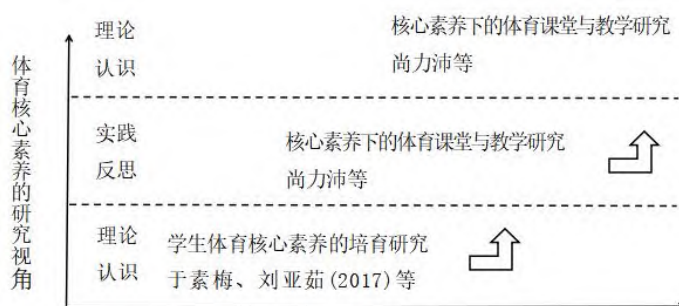 体育核心素养的研究视角
理论 核心素养下的体育课堂与教学研究
认识 尚力沛等
实践 核心素养下的体育课堂与教学研究
反思 尚力沛等
理论 学生体育核心素养的培育研究
认识 于素梅、刘亚茹(2017)等